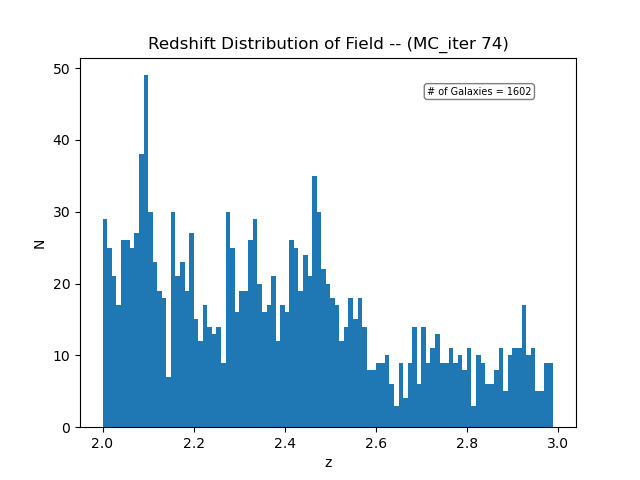 Redshift Distribution of Field -- (MC_iter 74)
# of Galaxies = 1602
50
40
30
20
10
0
N
2.0 2.2 2.4 2.6 2.8 3.0
z